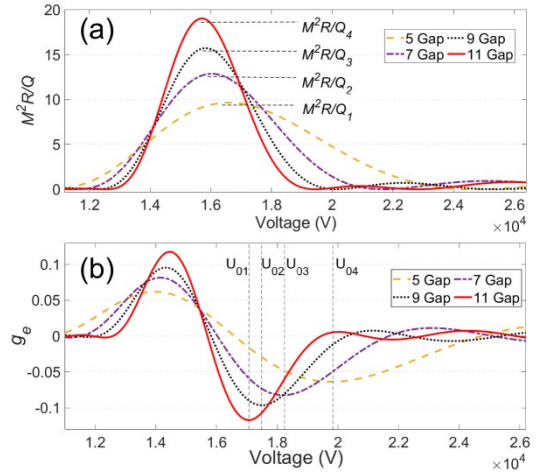 (a)
M²R/Q₄
M²R/Q₃
M²R/Q₂
M²R/Q₁
5 Gap 9 Gap
7 Gap 11 Gap
M²R/Q
20
15
10
5
0
1.2 1.4 1.6 1.8 2 2.2 2.4 2.6
Voltage (V)
×10⁴
(b)
U₀₁ U₀₂ U₀₃ U₀₄
5 Gap 7 Gap
9 Gap 11 Gap
gₑ
0.1
0.05
0
-0.05
-0.1
1.2 1.4 1.6 1.8 2 2.2 2.4 2.6
Voltage (V)
×10⁴